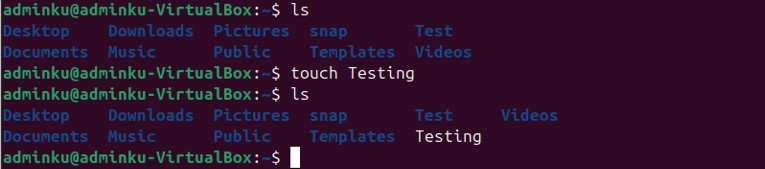 adminku@adminku-VirtualBox:~$ ls
Desktop    Downloads  Pictures  snap       Test
Documents  Music      Public    Templates  Videos
adminku@adminku-VirtualBox:~$ touch Testing
adminku@adminku-VirtualBox:~$ ls
Desktop    Downloads  Pictures  snap       Test     Videos
Documents  Music      Public    Templates  Testing
adminku@adminku-VirtualBox:~$